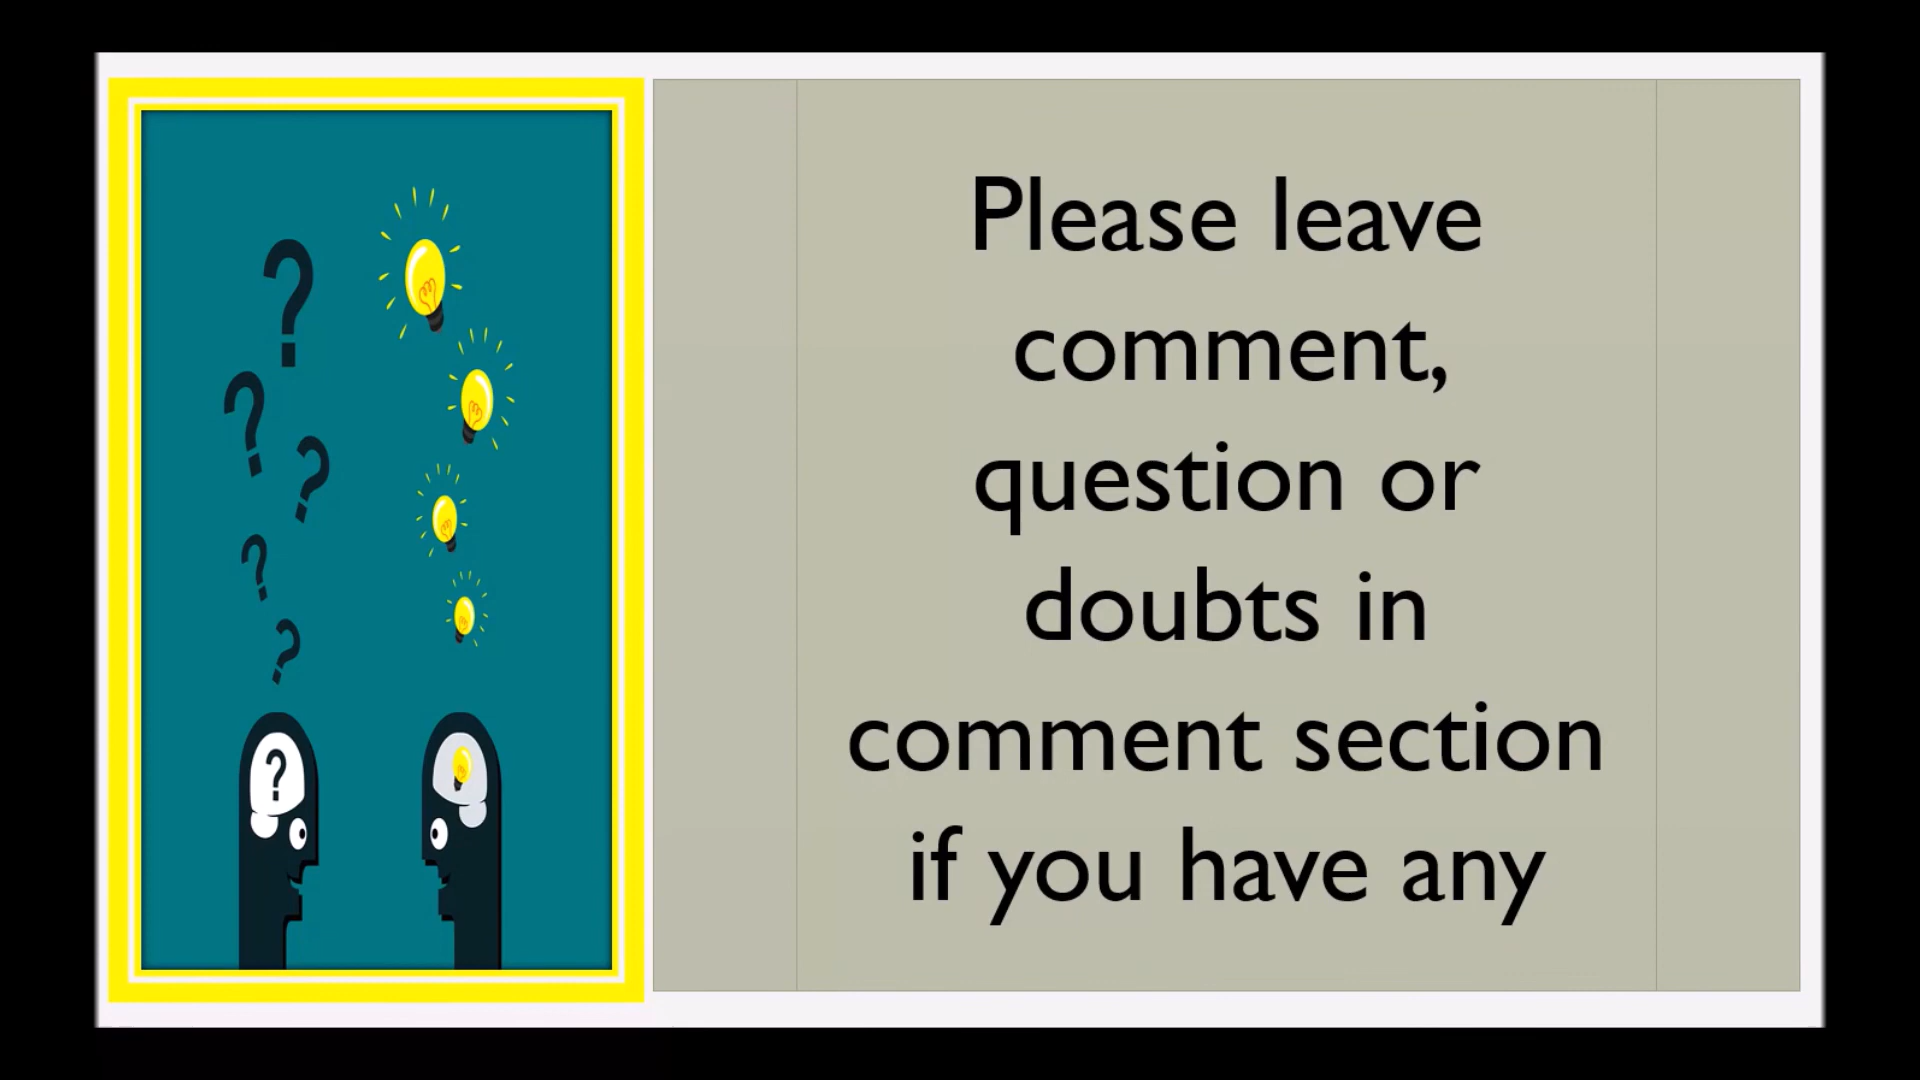 Please leave
comment,
question or
doubts in
comment section
if you have any